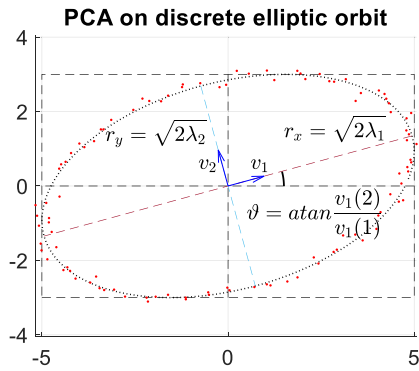 PCA on discrete elliptic orbit
4
2
0
-2
-4
r_y = √2λ_2
r_x = √2λ_1
v_2
v_1
ϑ = atan v_1(2)/v_1(1)
-5
0
5